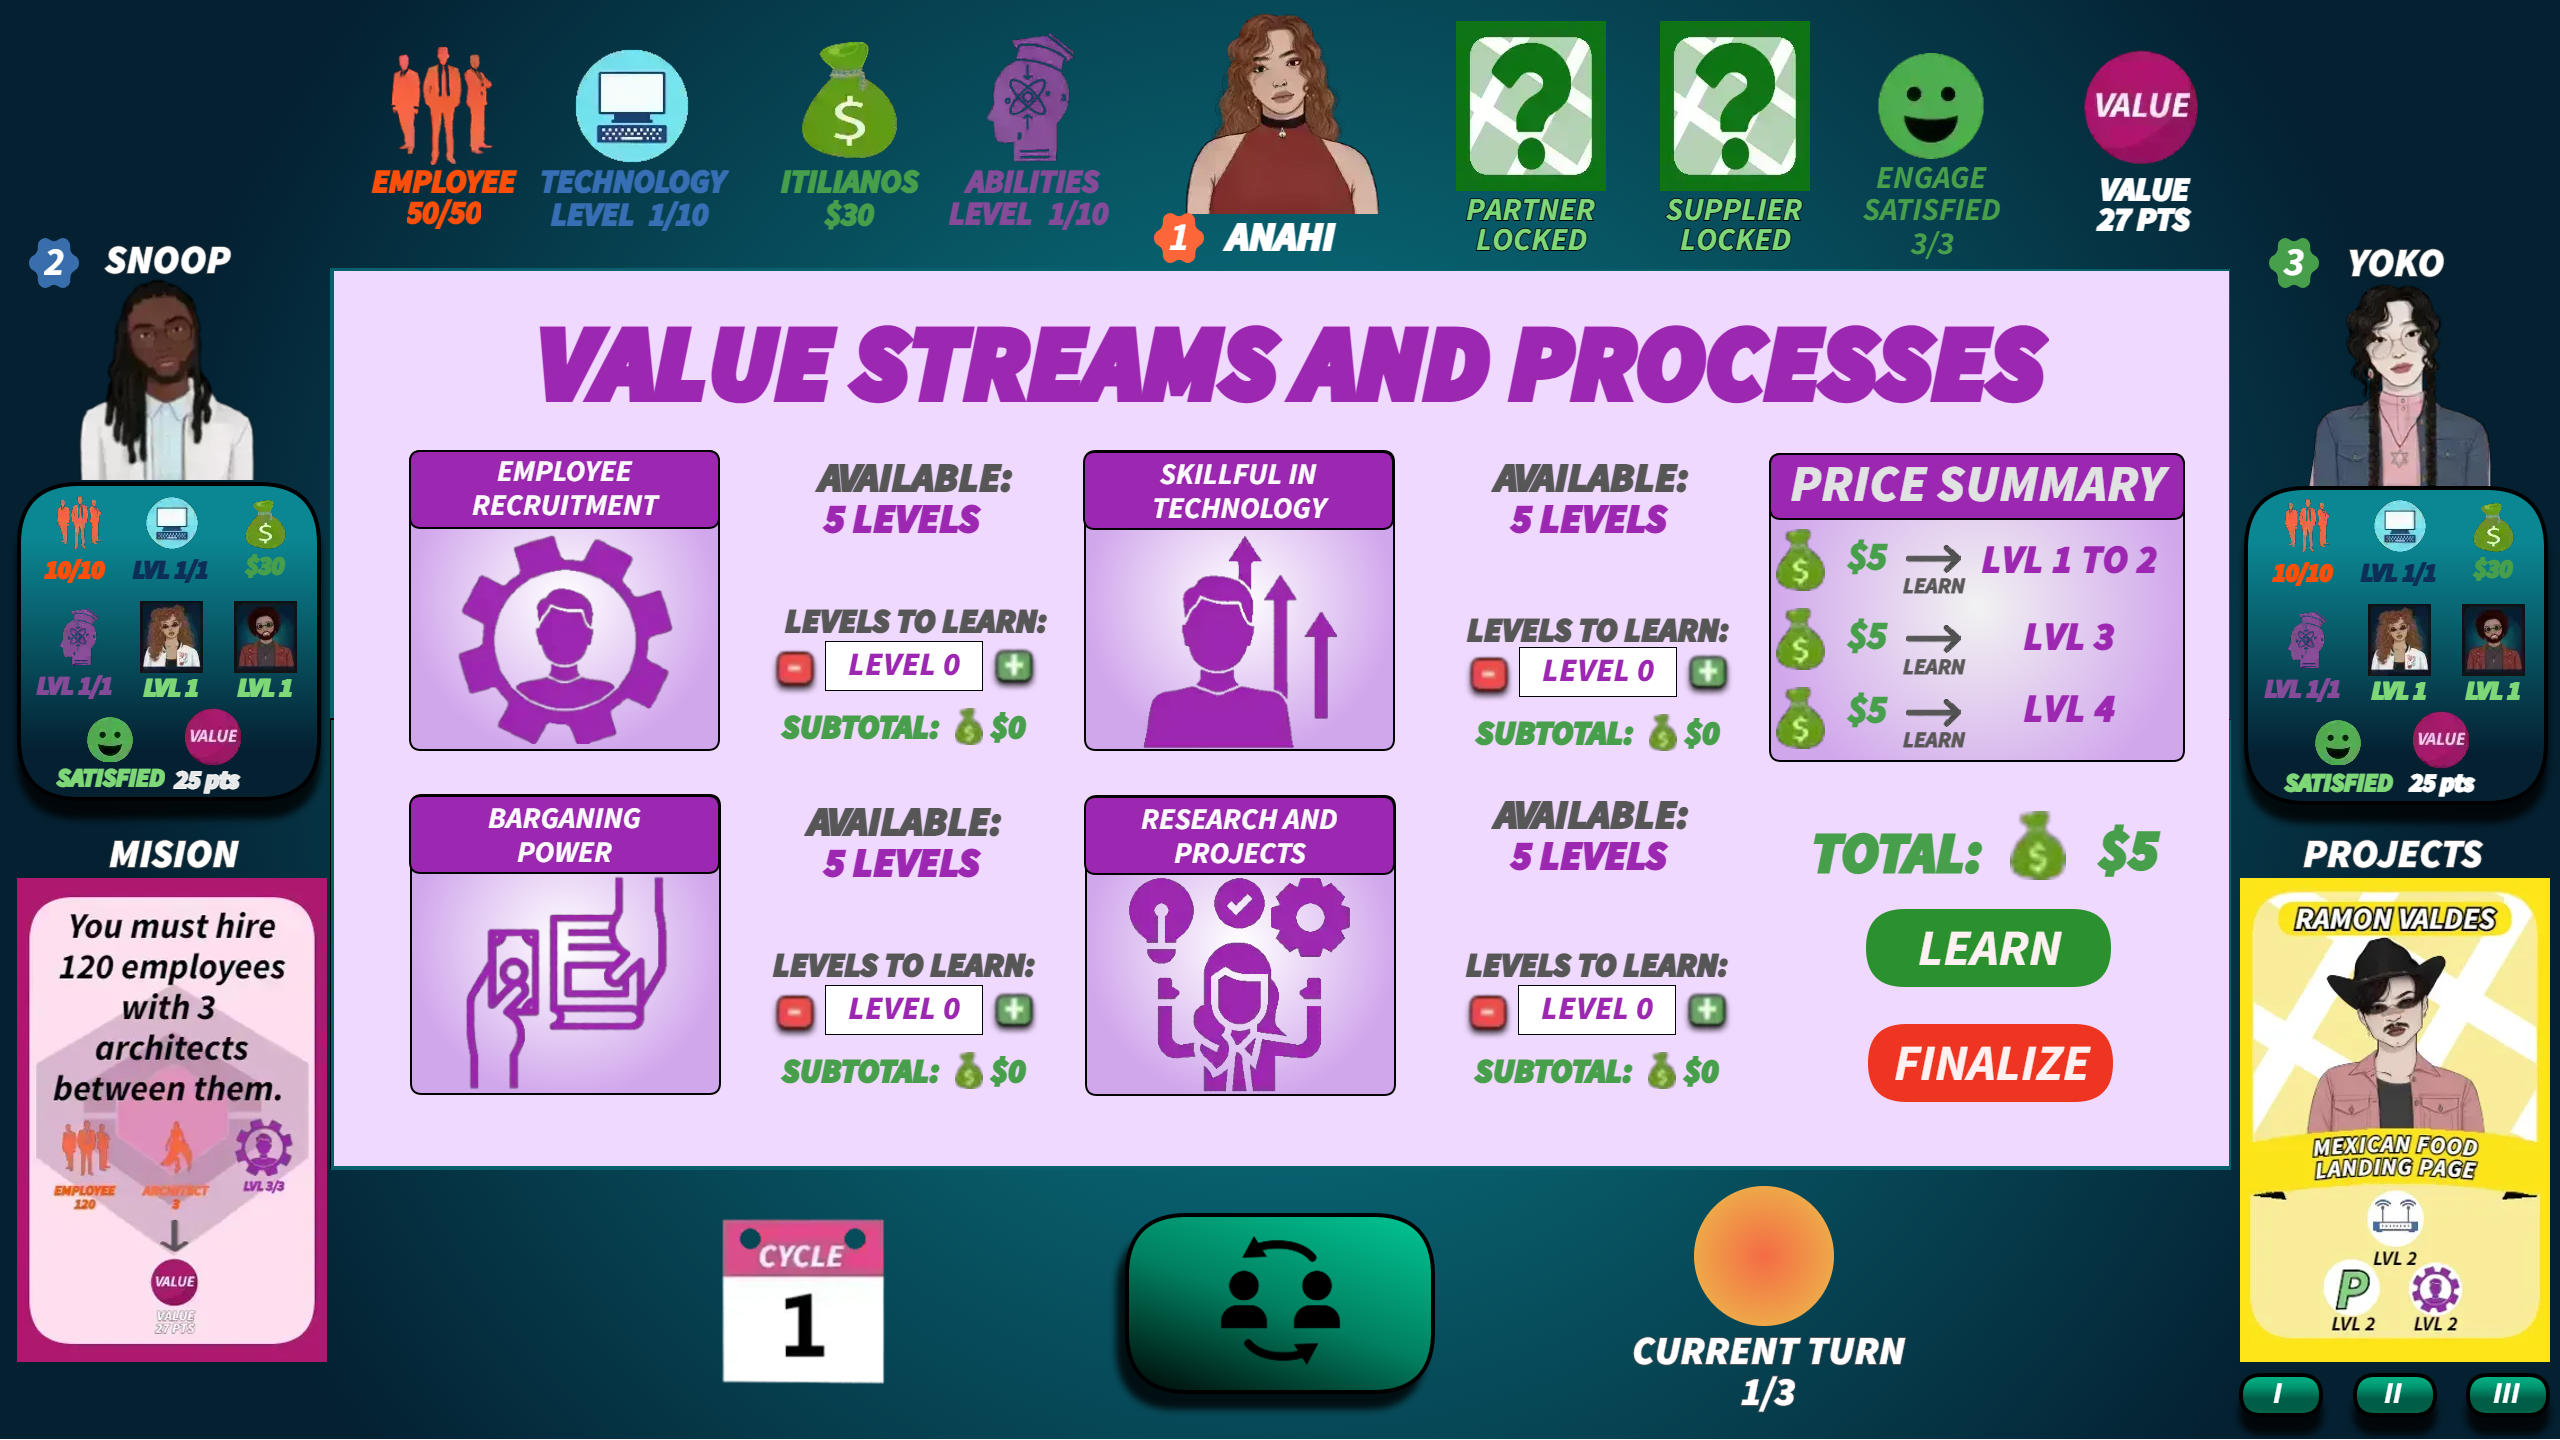 EMPLOYEE
50/50
TECHNOLOGY
LEVEL 1/10
$
ITILIANOS
$30
ABILITIES
LEVEL 1/10
1 ANAHI
?
PARTNER
LOCKED
?
SUPPLIER
LOCKED
ENGAGE
SATISFIED
3/3
VALUE
VALUE
27 PTS
2 SNOOP
10/10
LVL 1/1
$
$30
LVL 1/1
LVL 1
LVL 1
SATISFIED
VALUE
25 pts
3 YOKO
10/10
LVL 1/1
$
$30
LVL 1/1
LVL 1
LVL 1
SATISFIED
VALUE
25 pts
VALUE STREAMS AND PROCESSES
EMPLOYEE
RECRUITMENT
AVAILABLE:
5 LEVELS
LEVELS TO LEARN:
- LEVEL 0 +
SUBTOTAL: $ $0
SKILLFUL IN
TECHNOLOGY
AVAILABLE:
5 LEVELS
LEVELS TO LEARN:
- LEVEL 0 +
SUBTOTAL: $ $0
PRICE SUMMARY
$ $5 → LVL 1 TO 2
LEARN
$ $5 → LVL 3
LEARN
$ $5 → LVL 4
LEARN
BARGANING
POWER
AVAILABLE:
5 LEVELS
LEVELS TO LEARN:
- LEVEL 0 +
SUBTOTAL: $ $0
RESEARCH AND
PROJECTS
AVAILABLE:
5 LEVELS
LEVELS TO LEARN:
- LEVEL 0 +
SUBTOTAL: $ $0
TOTAL: $ $5
LEARN
FINALIZE
MISION
You must hire
120 employees
with 3
architects
between them.
EMPLOYEE
120
ARCHITECT
3
LVL 3/3
VALUE
VALUE
27 PTS
PROJECTS
RAMON VALDES
MEXICAN FOOD
LANDING PAGE
LVL 2
P
LVL 2
LVL 2
I II III
CYCLE
1
CURRENT TURN
1/3